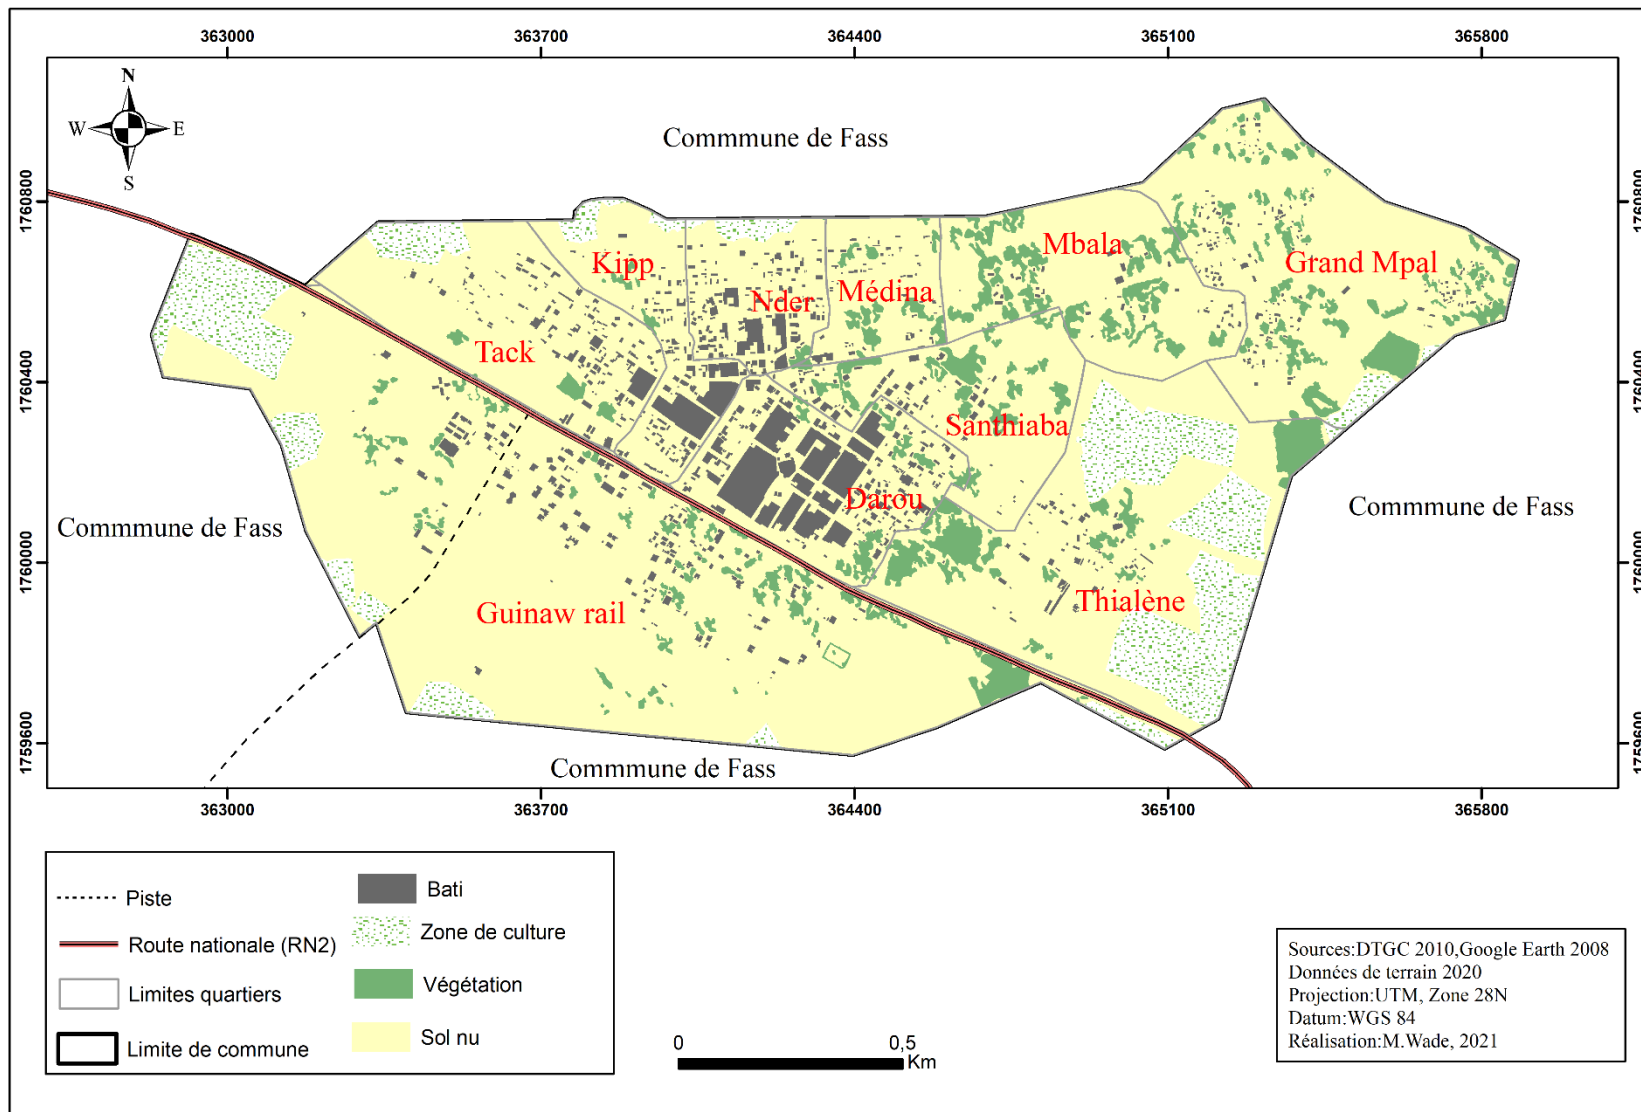 363000 363700 364400 365100 365800
N
W E
S
Commmune de Fass
1760800 1760800
Mbala
Kipp Grand Mpal
Nder Médina
Tack
1760400 1760400
Santhiaba
Darou
Commmune de Fass Commmune de Fass
1760000 1760000
Thialène
Guinaw rail
1759600 1759600
Commmune de Fass
363000 363700 364400 365100 365800
Piste
Route nationale (RN2)
Limites quartiers
Limite de commune
Bati
Zone de culture
Végétation
Sol nu
0 0,5
Km
Sources:DTGC 2010,Google Earth 2008
Données de terrain 2020
Projection:UTM, Zone 28N
Datum:WGS 84
Réalisation:M.Wade, 2021